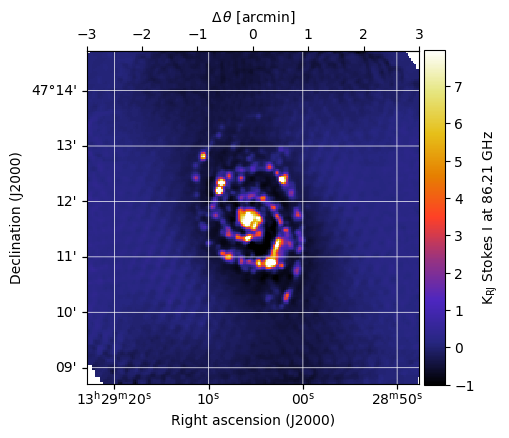 Δ θ [arcmin]
−3 −2 −1 0 1 2 3
47°14'
13'
12'
11'
10'
09'
Declination (J2000)
13ʰ29ᵐ20ˢ 10ˢ 00ˢ 28ᵐ50ˢ
Right ascension (J2000)
7
6
5
4
3
2
1
0
−1
K_RJ Stokes I at 86.21 GHz